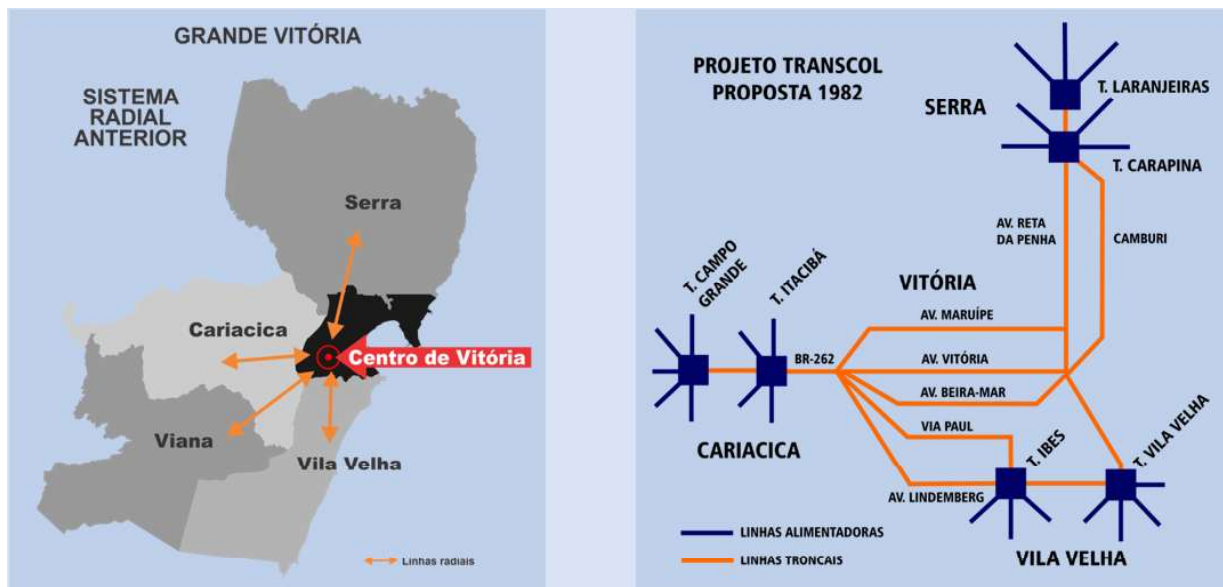 GRANDE VITÓRIA
SISTEMA
RADIAL
ANTERIOR
Serra
Cariacica
Centro de Vitória
Viana
Vila Velha
Linhas radiais
PROJETO TRANSCOL
PROPOSTA 1982
T. LARANJEIRAS
SERRA
T. CARAPINA
AV. RETA
DA PENHA
CAMBURI
T. CAMPO
GRANDE
T. ITACIBÁ
VITÓRIA
AV. MARUÍPE
BR-262
AV. VITÓRIA
AV. BEIRA-MAR
VIA PAUL
CARIACICA
T. IBES
T. VILA VELHA
AV. LINDEMBERG
LINHAS ALIMENTADORAS
LINHAS TRONCAIS
VILA VELHA